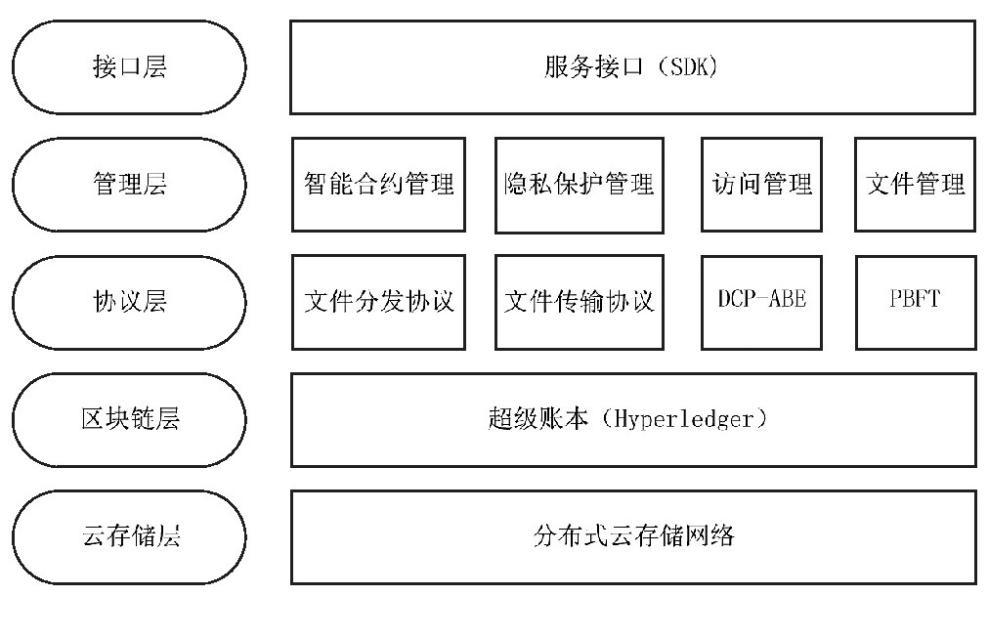 接口层
服务接口（SDK）
管理层
智能合约管理
隐私保护管理
访问管理
文件管理
协议层
文件分发协议
文件传输协议
DCP-ABE
PBFT
区块链层
超级账本（Hyperledger）
云存储层
分布式云存储网络